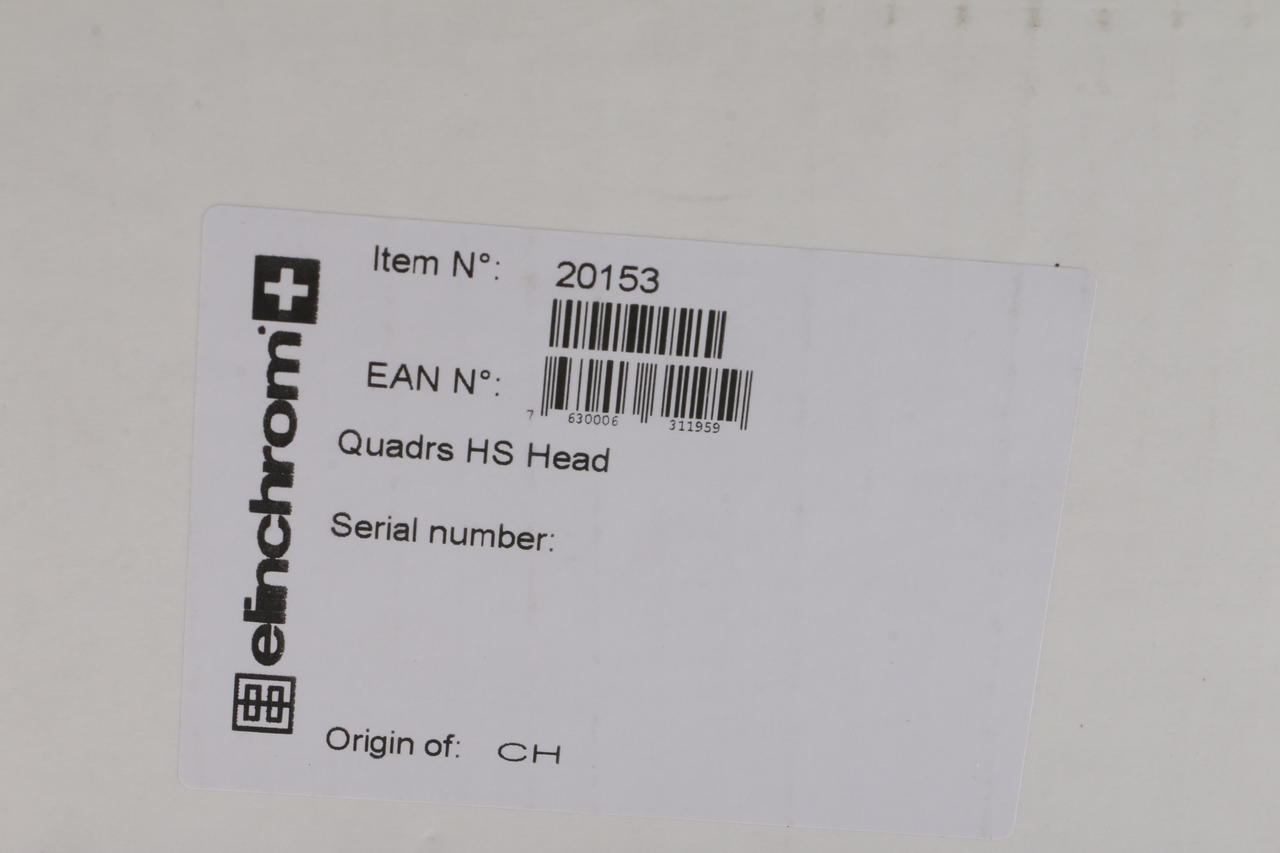 Item N°: 20153
EAN N°:
7 630006 311959
Quadrs HS Head
Serial number:
Origin of: CH
elinchrom